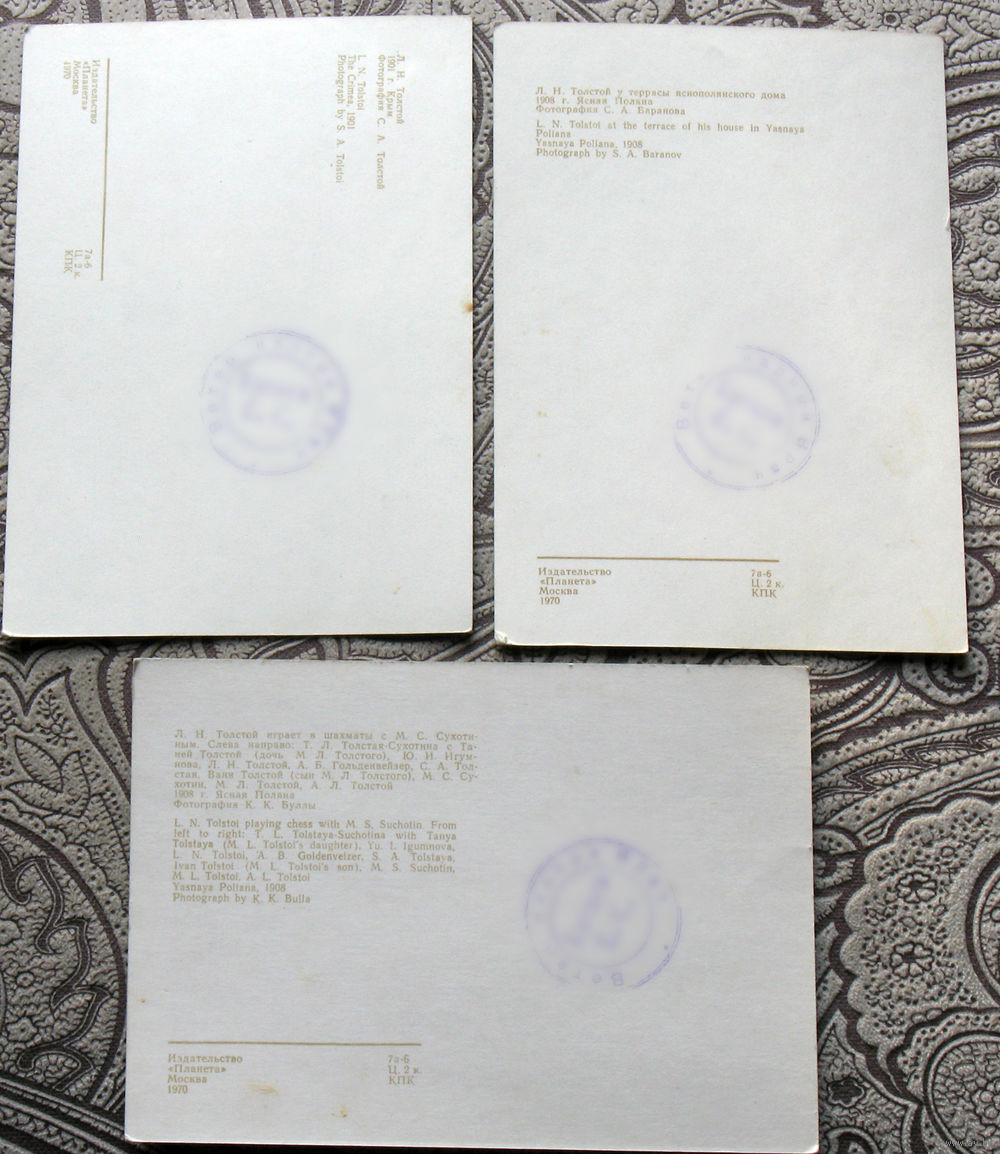 Л. Н. Толстой
1901 г. Крым
Фотография С. А. Толстой
L. N. Tolstoi
The Crimea, 1901
Photograph by S. A. Tolstoi
Издательство
«Планета»
Москва
1970
7а-6
Ц. 2 к.
КПК
Л. Н. Толстой у террасы яснополянского дома
1908 г. Ясная Поляна
Фотография С. А. Баранова
L. N. Tolstoi at the terrace of his house in Yasnaya
Poliana
Yasnaya Poliana, 1908
Photograph by S. A. Baranov
Издательство
«Планета»
Москва
1970
7а-6
Ц. 2 к.
КПК
Л. Н. Толстой играет в шахматы с М. С. Сухоти-
ным. Слева направо: Т. Л. Толстая-Сухотина с Та-
ней Толстой (дочь М. Л. Толстого), Ю. И. Игум-
нова, Л. Н. Толстой, А. Б. Гольденвейзер, С. А. Тол-
стая, Ваня Толстой (сын М. Л. Толстого), М. С. Су-
хотин, М. Л. Толстой, А. Л. Толстой
1908 г. Ясная Поляна
Фотография К. К. Буллы
L. N. Tolstoi playing chess with M. S. Suchotin. From
left to right: T. L. Tolstaya-Suchotina with Tanya
Tolstaya (M. L. Tolstoi's daughter), Yu. I. Igumnova,
L. N. Tolstoi, A. B. Goldenveizer, S. A. Tolstaya,
Ivan Tolstoi (M. L. Tolstoi's son), M. S. Suchotin,
M. L. Tolstoi, A. L. Tolstoi
Yasnaya Poliana, 1908
Photograph by K. K. Bulla
Издательство
«Планета»
Москва
1970
7а-6
Ц. 2 к.
КПК